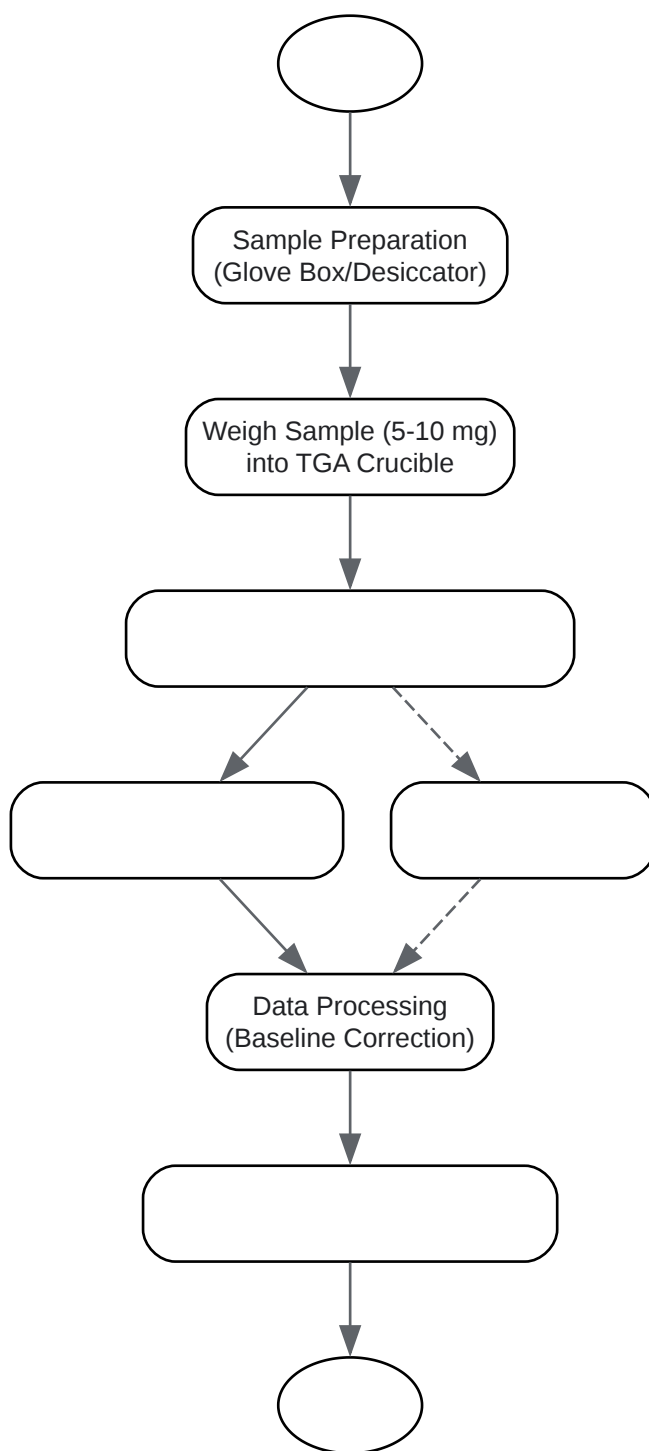 Sample Preparation
(Glove Box/Desiccator)
Weigh Sample (5-10 mg)
into TGA Crucible
Data Processing
(Baseline Correction)